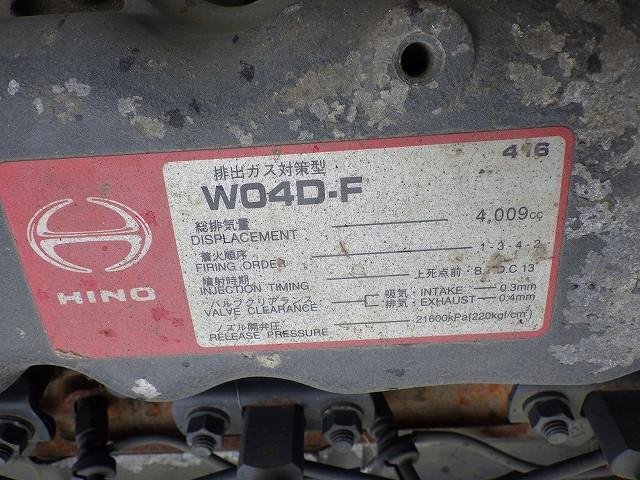 416
排出ガス対策型
W04D-F
総排気量
DISPLACEMENT 4,009cc
着火順序
FIRING ORDER 1-3-4-2
噴射時期
INJECTION TIMING 上死点前:B.T.D.C 13
バルブクリアランス 吸気:INTAKE 0.3mm
VALVE CLEARANCE 排気:EXHAUST 0.4mm
ノズル開弁圧
RELEASE PRESSURE 21600kPa(220kgf/cm²)
HINO